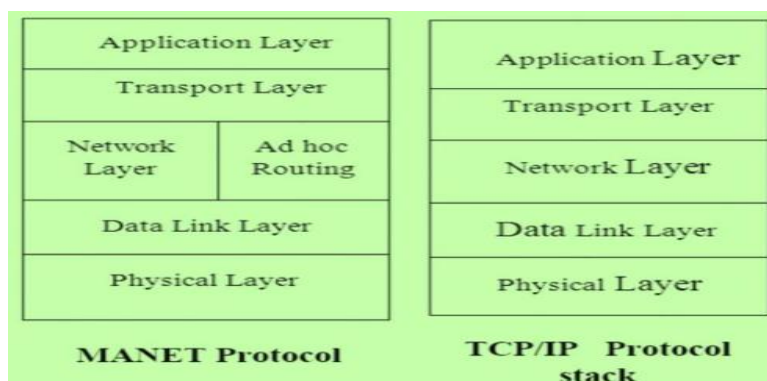 Application Layer
Transport Layer
Network
Layer
Ad hoc
Routing
Data Link Layer
Physical Layer
MANET Protocol
Application Layer
Transport Layer
Network Layer
Data Link Layer
Physical Layer
TCP/IP Protocol
stack